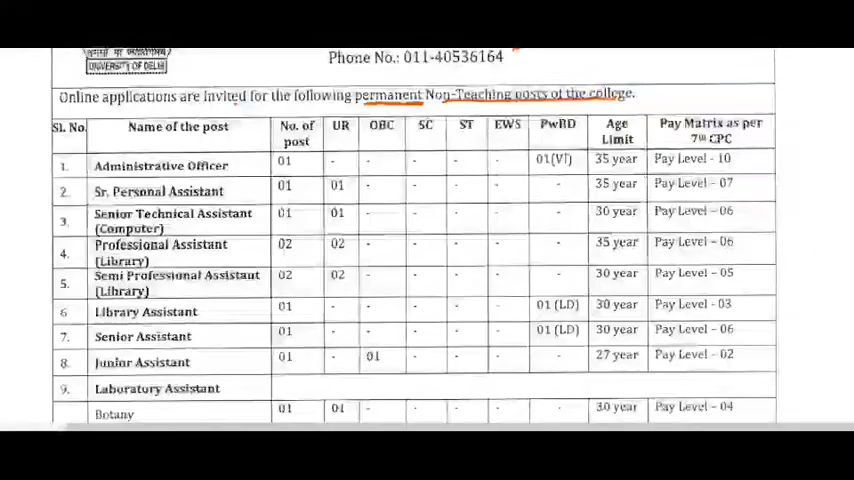 UNIVERSITY OF DELHI
Phone No.: 011-40536164
Online applications are invited for the following permanent Non-Teaching posts of the college.
Sl. No. Name of the post No. of post UR OBC SC ST EWS PwBD Age Limit Pay Matrix as per 7th CPC
1. Administrative Officer 01 - - - - - 01(VI) 35 year Pay Level - 10
2. Sr. Personal Assistant 01 01 - - - - - 35 year Pay Level - 07
3. Senior Technical Assistant (Computer) 01 01 - - - - - 30 year Pay Level - 06
4. Professional Assistant (Library) 02 02 - - - - - 35 year Pay Level - 06
5. Semi Professional Assistant (Library) 02 02 - - - - - 30 year Pay Level - 05
6 Library Assistant 01 - - - - - 01 (LD) 30 year Pay Level - 03
7. Senior Assistant 01 - - - - - 01 (LD) 30 year Pay Level - 06
8. Junior Assistant 01 - 01 - - - - 27 year Pay Level - 02
9. Laboratory Assistant
Botany 01 01 - - - - - 30 year Pay Level - 04